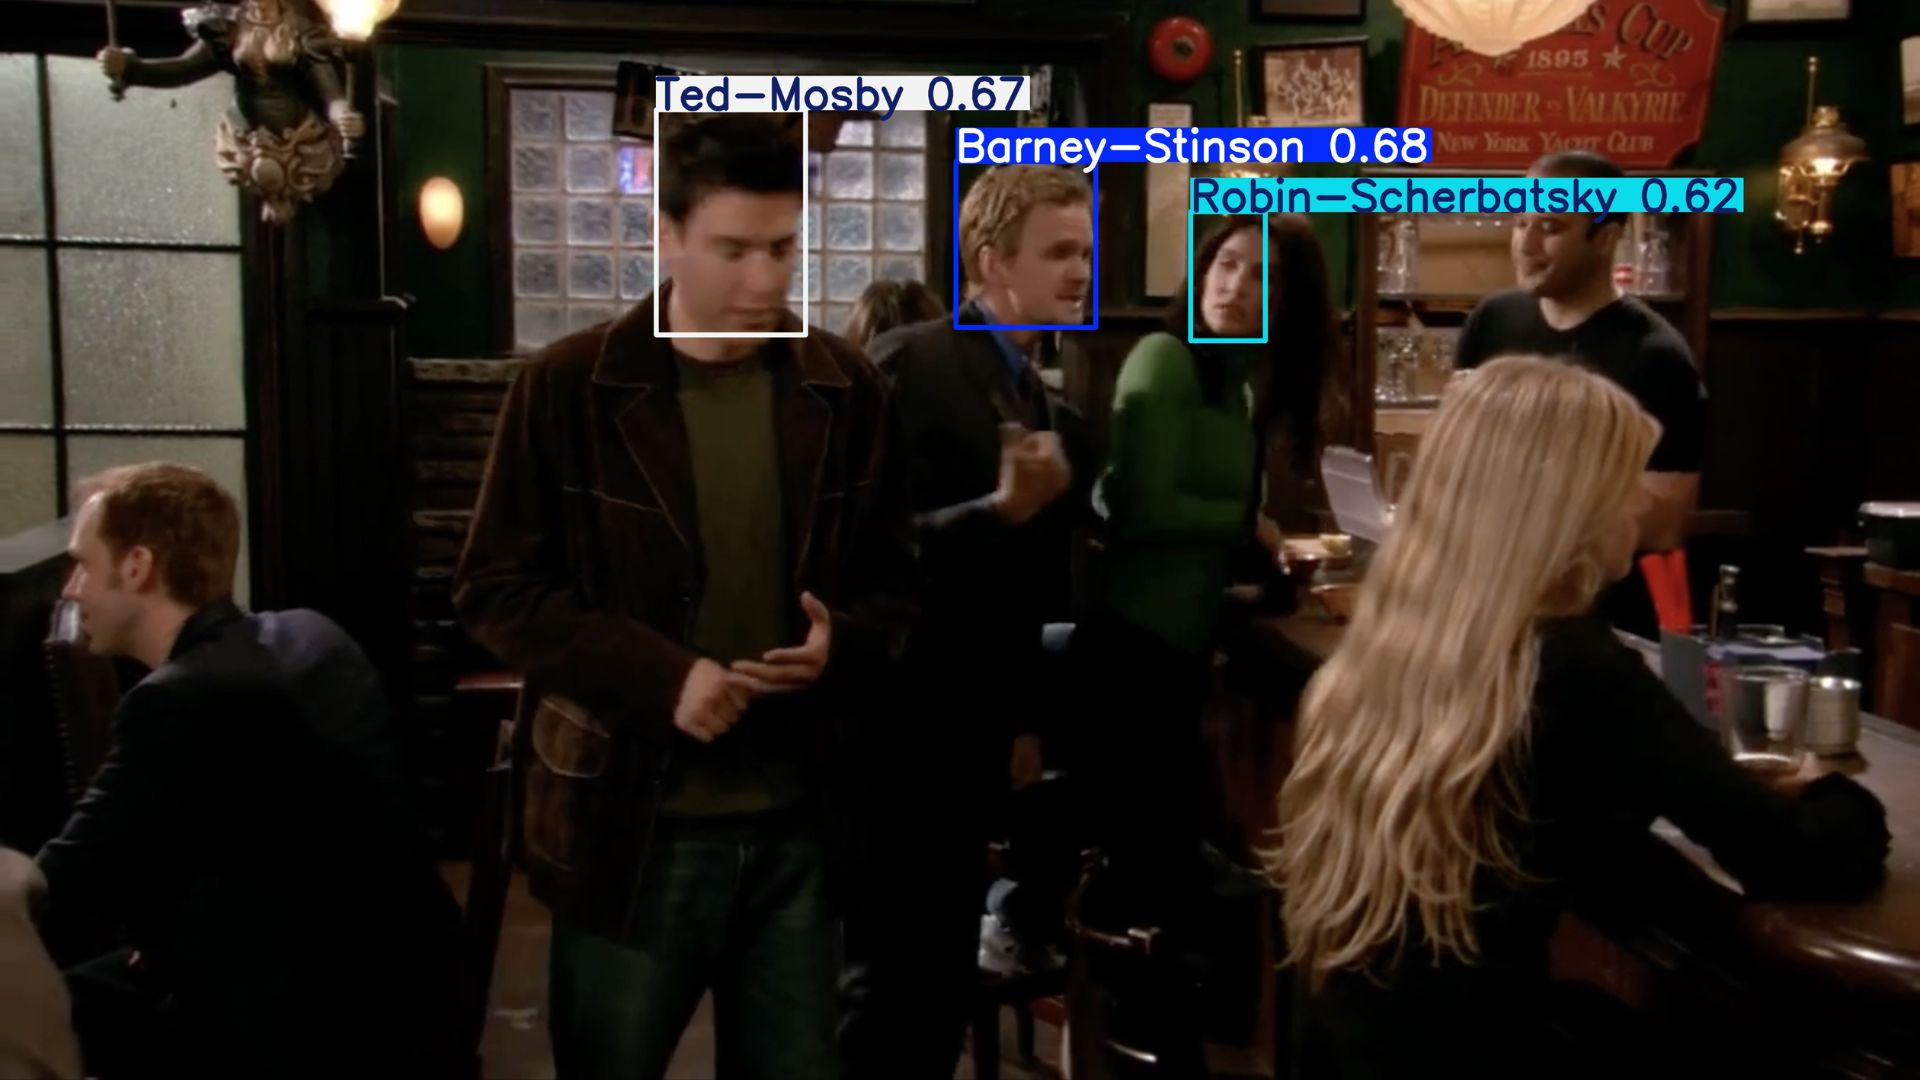 Ted-Mosby 0.67
Barney-Stinson 0.68
Robin-Scherbatsky 0.62
CUP
1895
DEFENDER vs VALKYRIE
NEW YORK YACHT CLUB